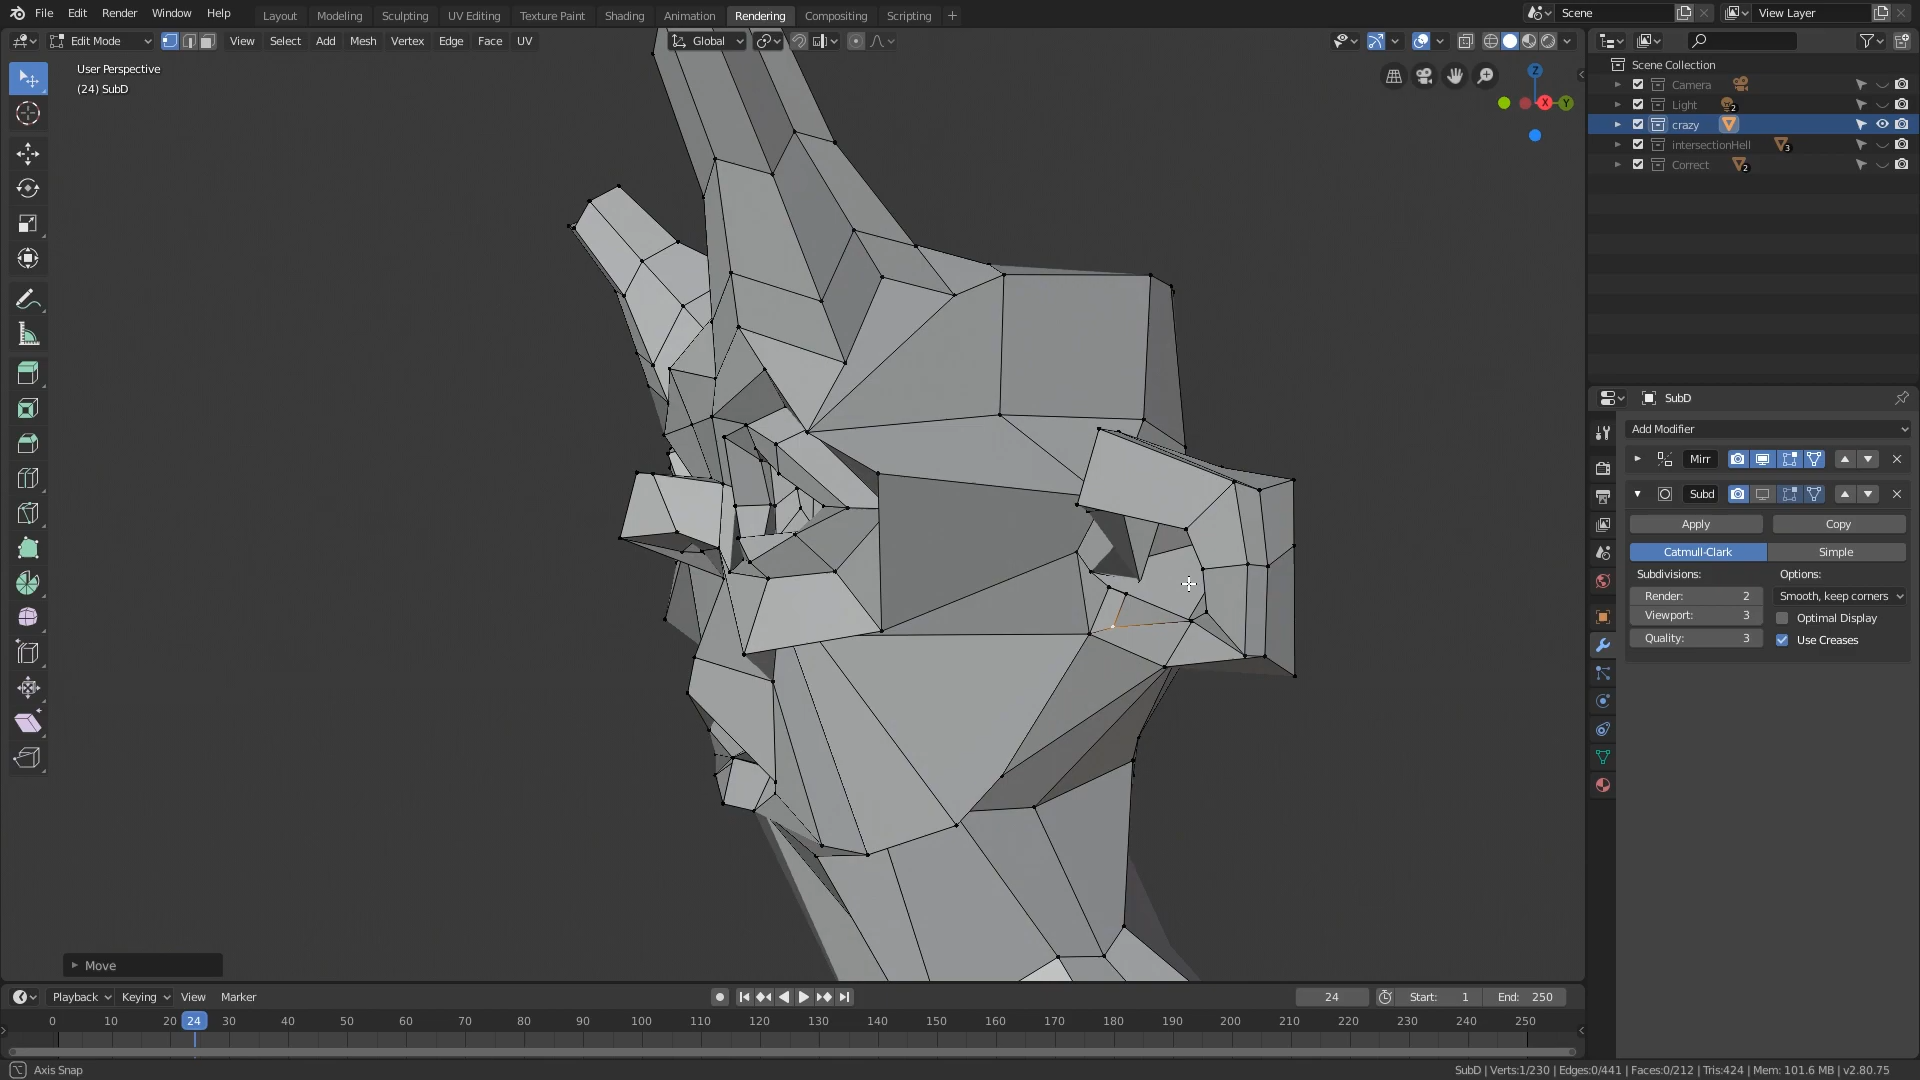 File Edit Render Window Help Layout Modeling Sculpting UV Editing Texture Paint Shading Animation Rendering Compositing Scripting + Scene View Layer
Edit Mode View Select Add Mesh Vertex Edge Face UV Global
User Perspective
(24) SubD
X
Y
Z
Scene Collection
Camera
Light 2
crazy
intersectionHell 3
Correct 2
SubD
Add Modifier
Mirr
Subd
Apply Copy
Catmull-Clark Simple
Subdivisions: Options:
Render: 2 Smooth, keep corners
Viewport: 3 Optimal Display
Quality: 3 Use Creases
Move
Playback Keying View Marker 24 Start: 1 End: 250
0 10 20 24 30 40 50 60 70 80 90 100 110 120 130 140 150 160 170 180 190 200 210 220 230 240 250
Axis Snap SubD | Verts:1/230 | Edges:0/441 | Faces:0/212 | Tris:424 | Mem: 101.6 MB | v2.80.75